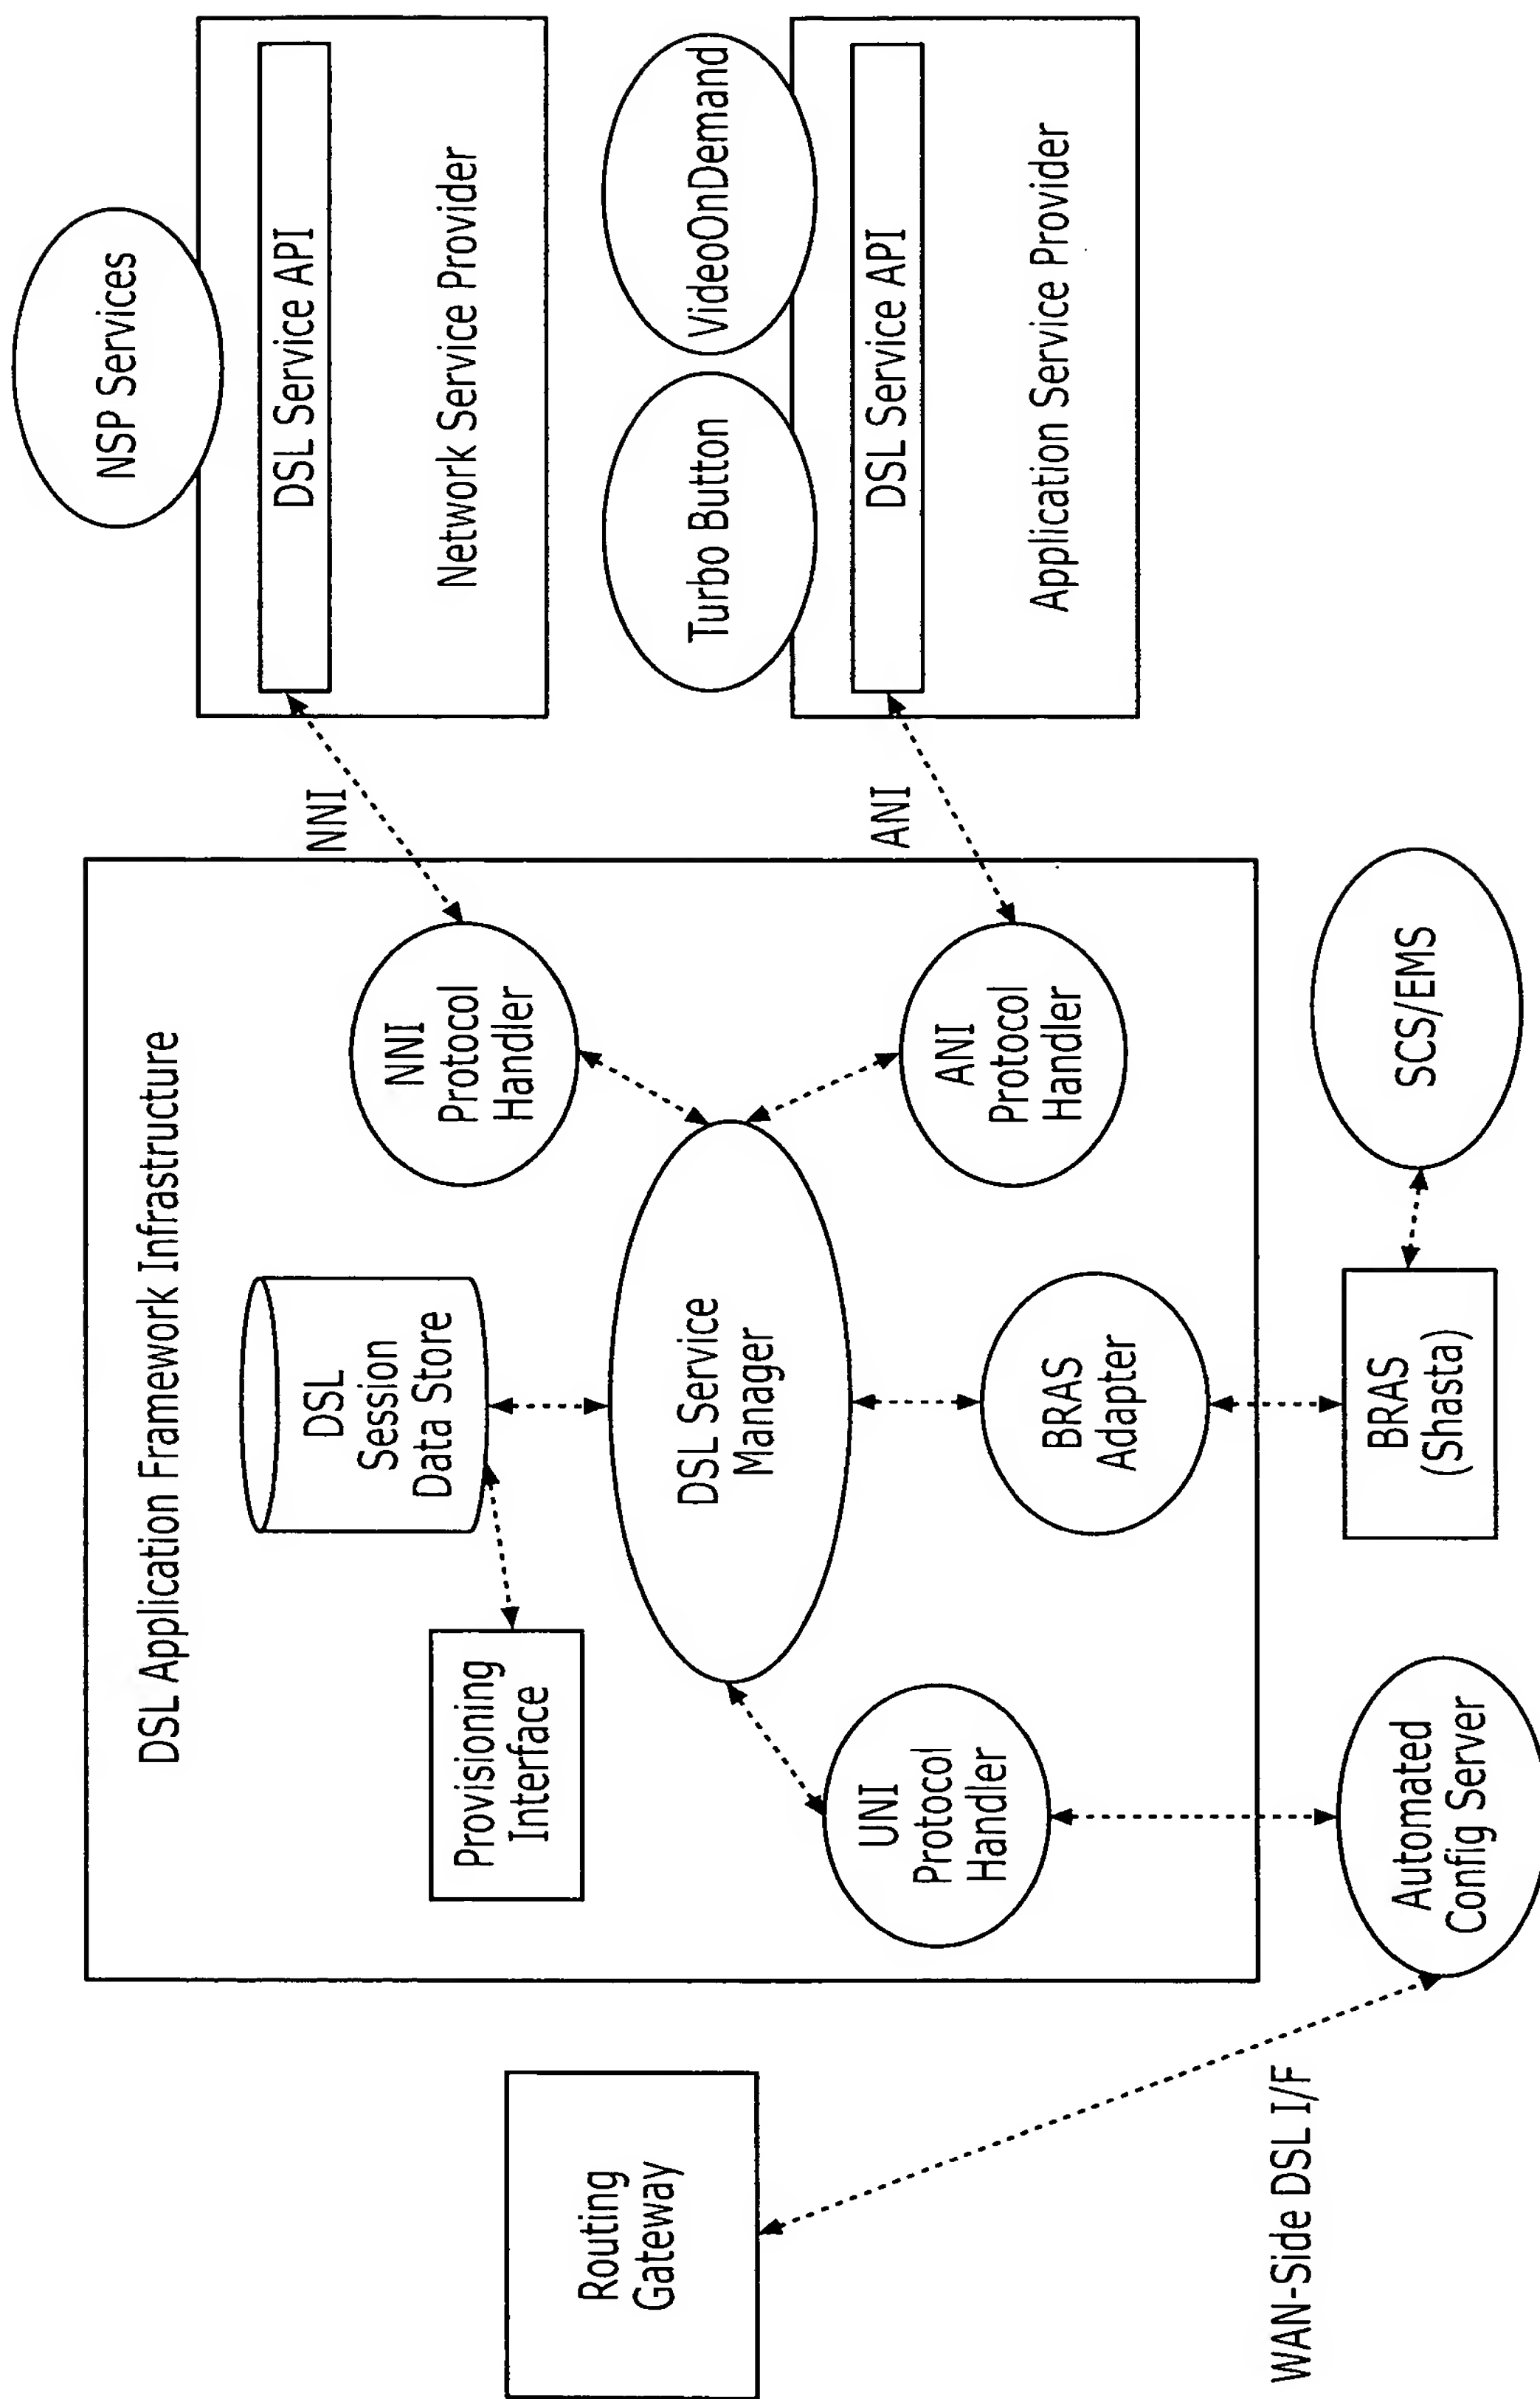 DSL Application Framework Infrastructure
NSP Services
DSL Service API
Network Service Provider
NNI
Provisioning
Interface
DSL
Session
Data Store
NNI
Protocol
Handler
Turbo Button
VideoOnDemand
DSL Service API
Application Service Provider
ANI
Routing
Gateway
DSL Service
Manager
UNI
Protocol
Handler
BRAS
Adapter
ANI
Protocol
Handler
WAN-Side DSL I/F
Automated
Config Server
BRAS
(Shasta)
SCS/EMS